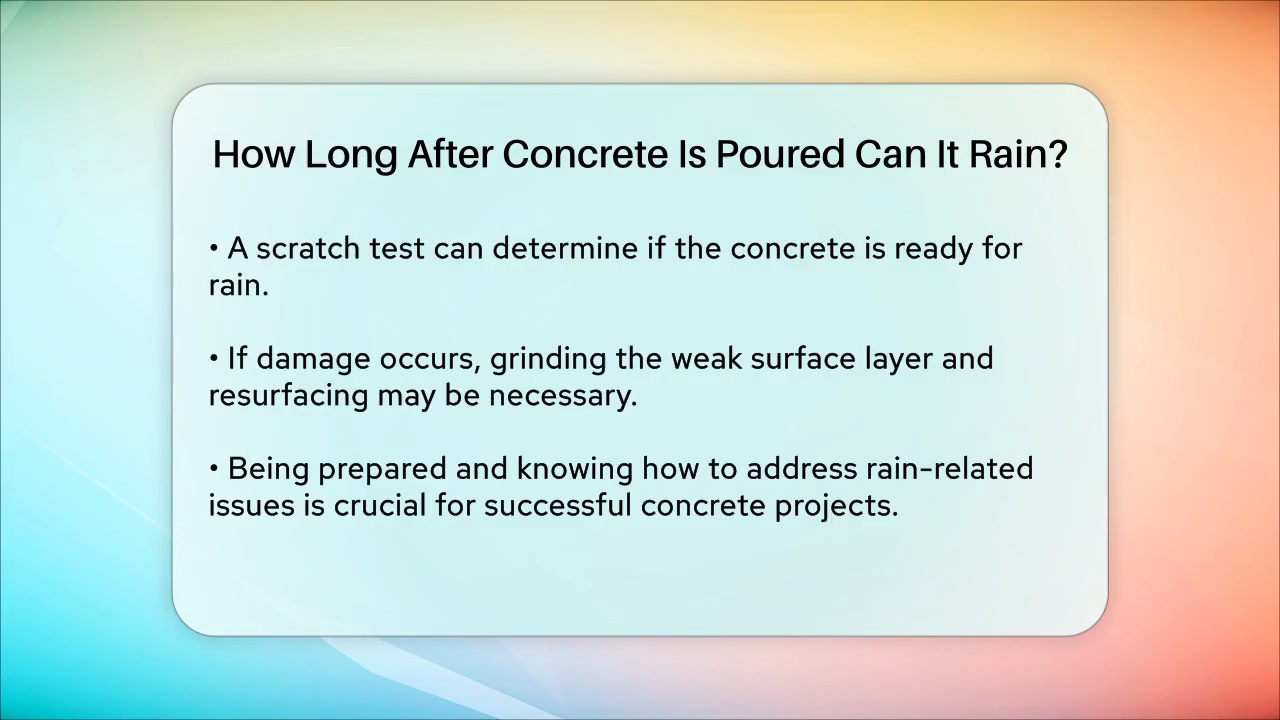 How Long After Concrete Is Poured Can It Rain?
• A scratch test can determine if the concrete is ready for
rain.
• If damage occurs, grinding the weak surface layer and
resurfacing may be necessary.
• Being prepared and knowing how to address rain-related
issues is crucial for successful concrete projects.